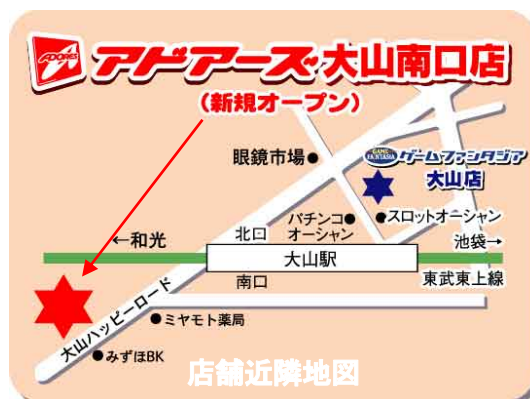 ADORES
アドアーズ 大山南口店
(新規オープン)
眼鏡市場
GAME FANTASIA
ゲームファンタジア
大山店
パチンコ
オーシャン
スロットオーシャン
←和光
北口
池袋→
大山駅
南口
東武東上線
大山ハッピーロード
ミヤモト薬局
みずほBK
店舗近隣地図